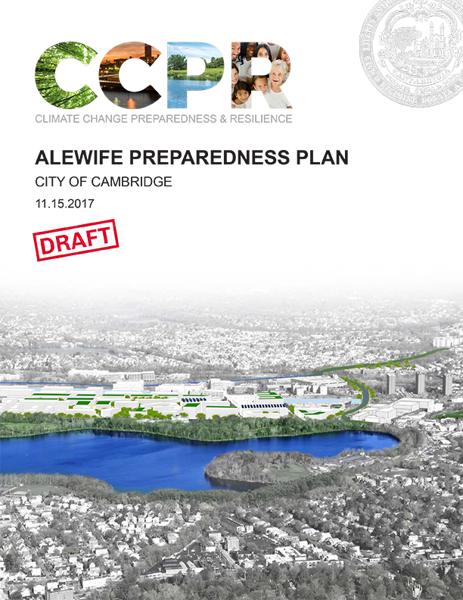 CCPR
CLIMATE CHANGE PREPAREDNESS & RESILIENCE
ALEWIFE PREPAREDNESS PLAN
CITY OF CAMBRIDGE
11.15.2017
DRAFT